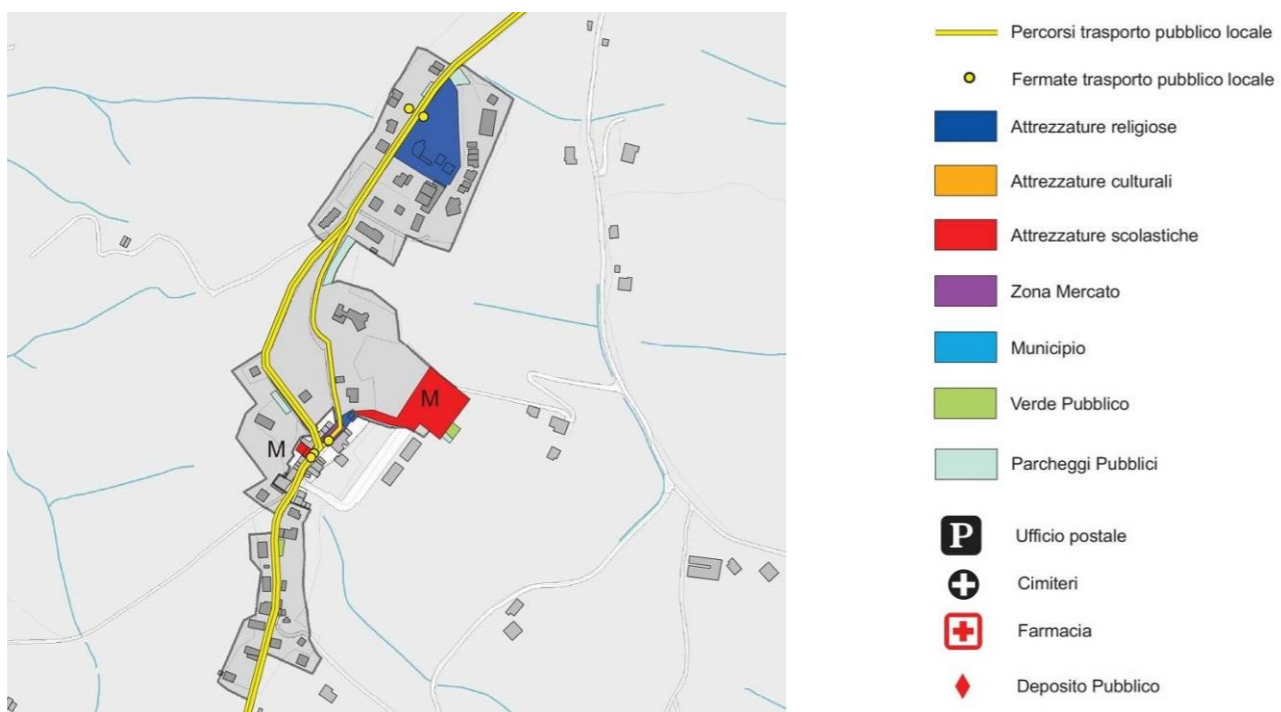 M
M
Percorsi trasporto pubblico locale
Fermate trasporto pubblico locale
Attrezzature religiose
Attrezzature culturali
Attrezzature scolastiche
Zona Mercato
Municipio
Verde Pubblico
Parcheggi Pubblici
P Ufficio postale
Cimiteri
Farmacia
Deposito Pubblico